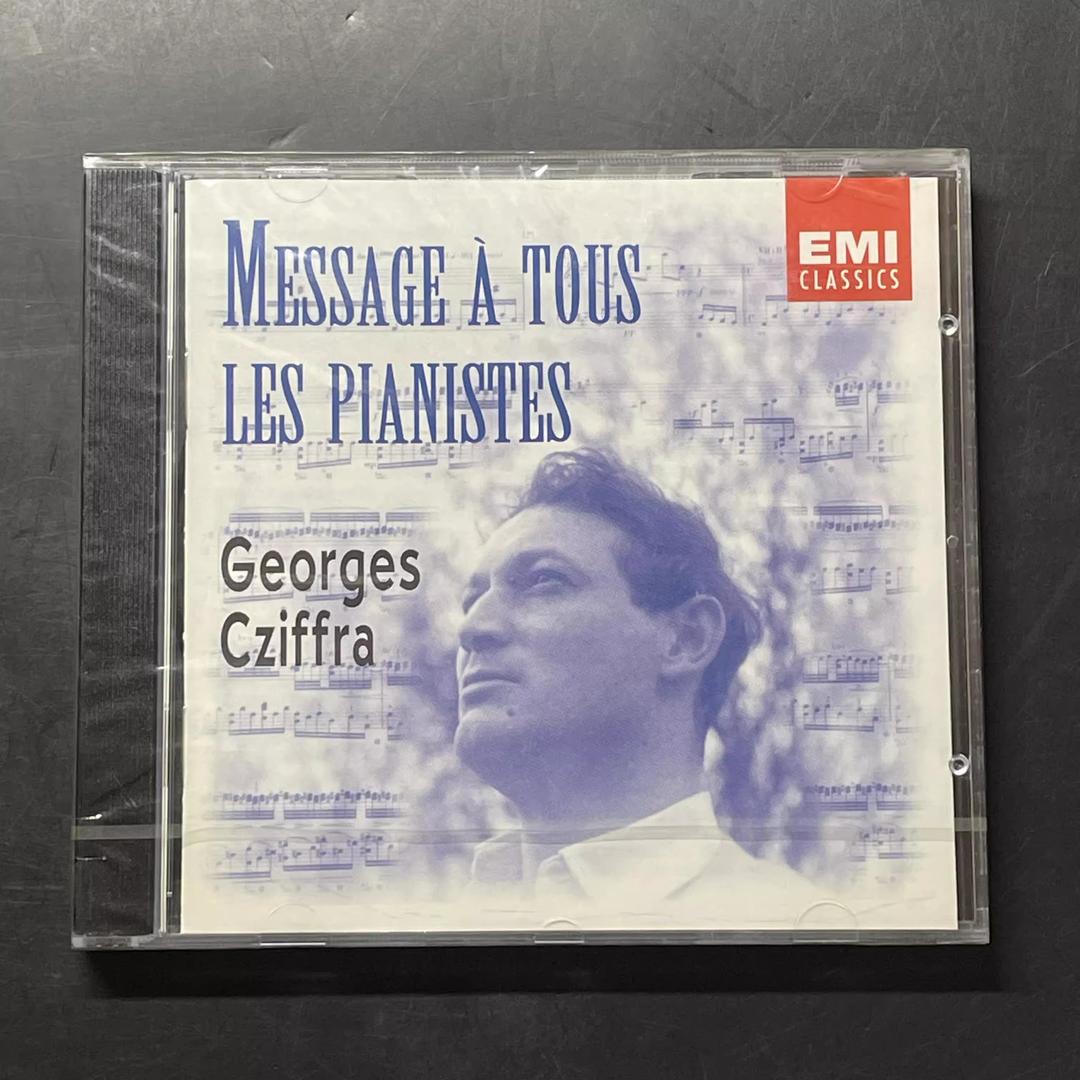 MESSAGE À TOUS
LES PIANISTES
EMI
CLASSICS
Georges
Cziffra